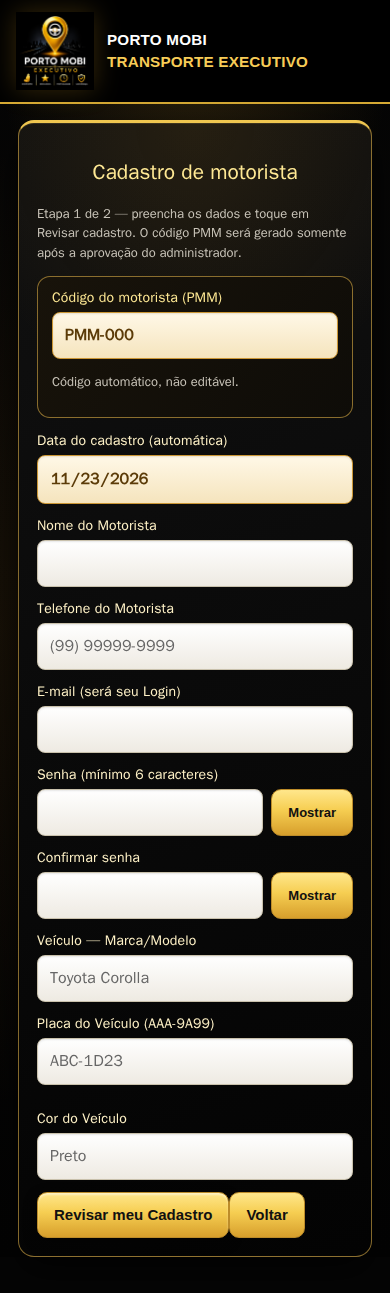 PORTO MOBI
EXECUTIVO
PORTO MOBI
TRANSPORTE EXECUTIVO
Cadastro de motorista
Etapa 1 de 2 — preencha os dados e toque em
Revisar cadastro. O código PMM será gerado somente
após a aprovação do administrador.
Código do motorista (PMM)
PMM-000
Código automático, não editável.
Data do cadastro (automática)
11/23/2026
Nome do Motorista
Telefone do Motorista
(99) 99999-9999
E-mail (será seu Login)
Senha (mínimo 6 caracteres)
Mostrar
Confirmar senha
Mostrar
Veículo — Marca/Modelo
Toyota Corolla
Placa do Veículo (AAA-9A99)
ABC-1D23
Cor do Veículo
Preto
Revisar meu Cadastro Voltar